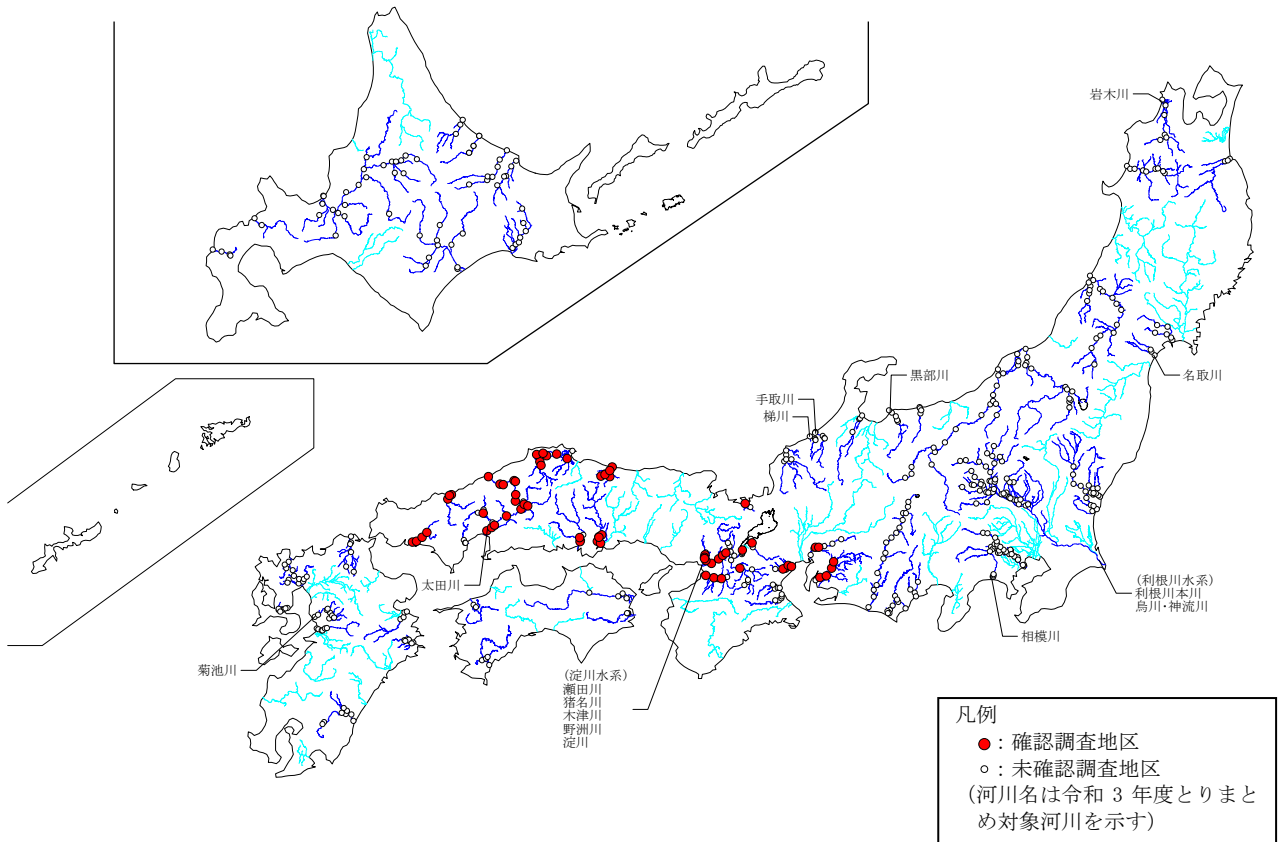 岩木川
黒部川
名取川
手取川
梯川
太田川
(利根川水系)
利根川本川
烏川・神流川
相模川
菊池川
(淀川水系)
瀬田川
猪名川
木津川
野洲川
淀川
凡例
●：確認調査地区
○：未確認調査地区
(河川名は令和 3 年度とりまと
め対象河川を示す)